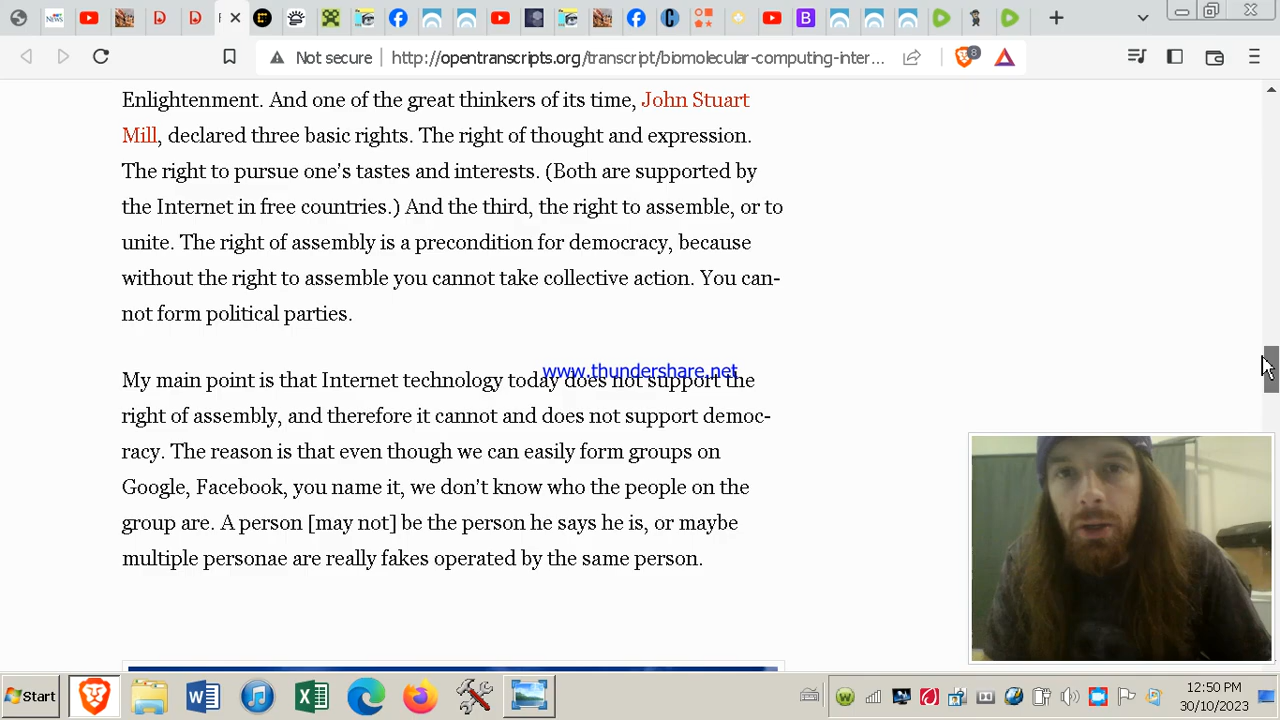 Not secure
http://opentranscripts.org/transcript/biomolecular-computing-inter...
8
Enlightenment. And one of the great thinkers of its time, John Stuart
Mill, declared three basic rights. The right of thought and expression.
The right to pursue one's tastes and interests. (Both are supported by
the Internet in free countries.) And the third, the right to assemble, or to
unite. The right of assembly is a precondition for democracy, because
without the right to assemble you cannot take collective action. You can-
not form political parties.
www.thundershare.net
My main point is that Internet technology today does not support the
right of assembly, and therefore it cannot and does not support democ-
racy. The reason is that even though we can easily form groups on
Google, Facebook, you name it, we don't know who the people on the
group are. A person [may not] be the person he says he is, or maybe
multiple personae are really fakes operated by the same person.
Start
12:50 PM
30/10/2023